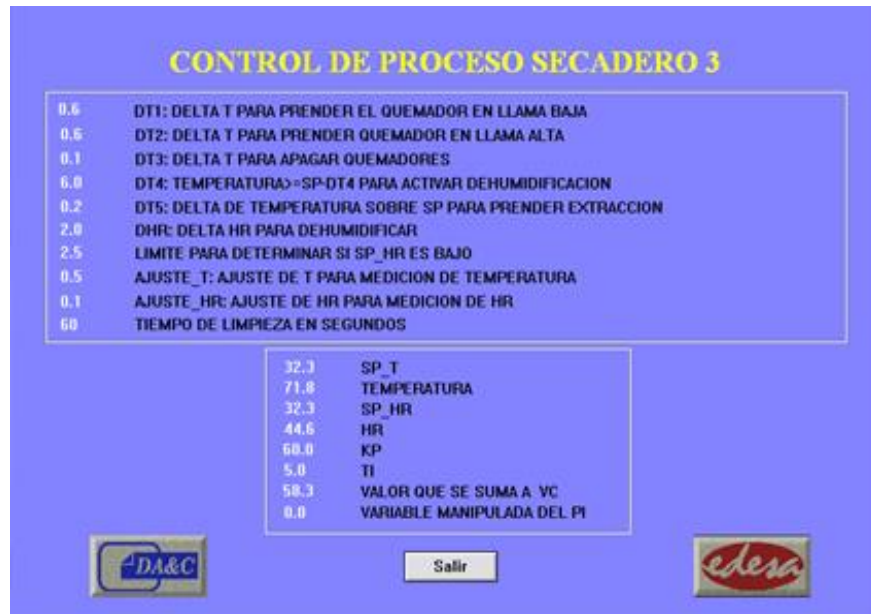 CONTROL DE PROCESO SECADERO 3
0.6 DT1: DELTA T PARA PRENDER EL QUEMADOR EN LLAMA BAJA
0.6 DT2: DELTA T PARA PRENDER QUEMADOR EN LLAMA ALTA
0.1 DT3: DELTA T PARA APAGAR QUEMADORES
6.0 DT4: TEMPERATURA>=SP-DT4 PARA ACTIVAR DEHUMIDIFICACION
0.2 DT5: DELTA DE TEMPERATURA SOBRE SP PARA PRENDER EXTRACCION
2.0 DHR: DELTA HR PARA DEHUMIDIFICAR
2.5 LIMITE PARA DETERMINAR SI SP_HR ES BAJO
0.5 AJUSTE_T: AJUSTE DE T PARA MEDICION DE TEMPERATURA
0.1 AJUSTE_HR: AJUSTE DE HR PARA MEDICION DE HR
60 TIEMPO DE LIMPIEZA EN SEGUNDOS
32.3 SP_T
71.8 TEMPERATURA
32.3 SP_HR
44.6 HR
60.0 KP
5.0 TI
58.3 VALOR QUE SE SUMA A VC
0.0 VARIABLE MANIPULADA DEL PI
DA&C
Salir
edesa